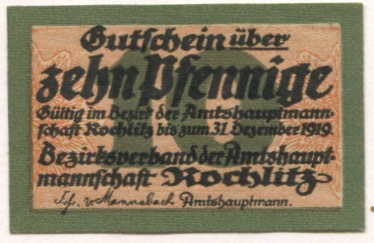 Gutschein über
zehn Pfennige
Gültig im Bezirk der Amtshauptmann-
schaft Rochlitz bis zum 31. Dezember 1919.
Bezirksverband der Amtshaupt-
mannschaft Rochlitz
v. Mannsbach Amtshauptmann.